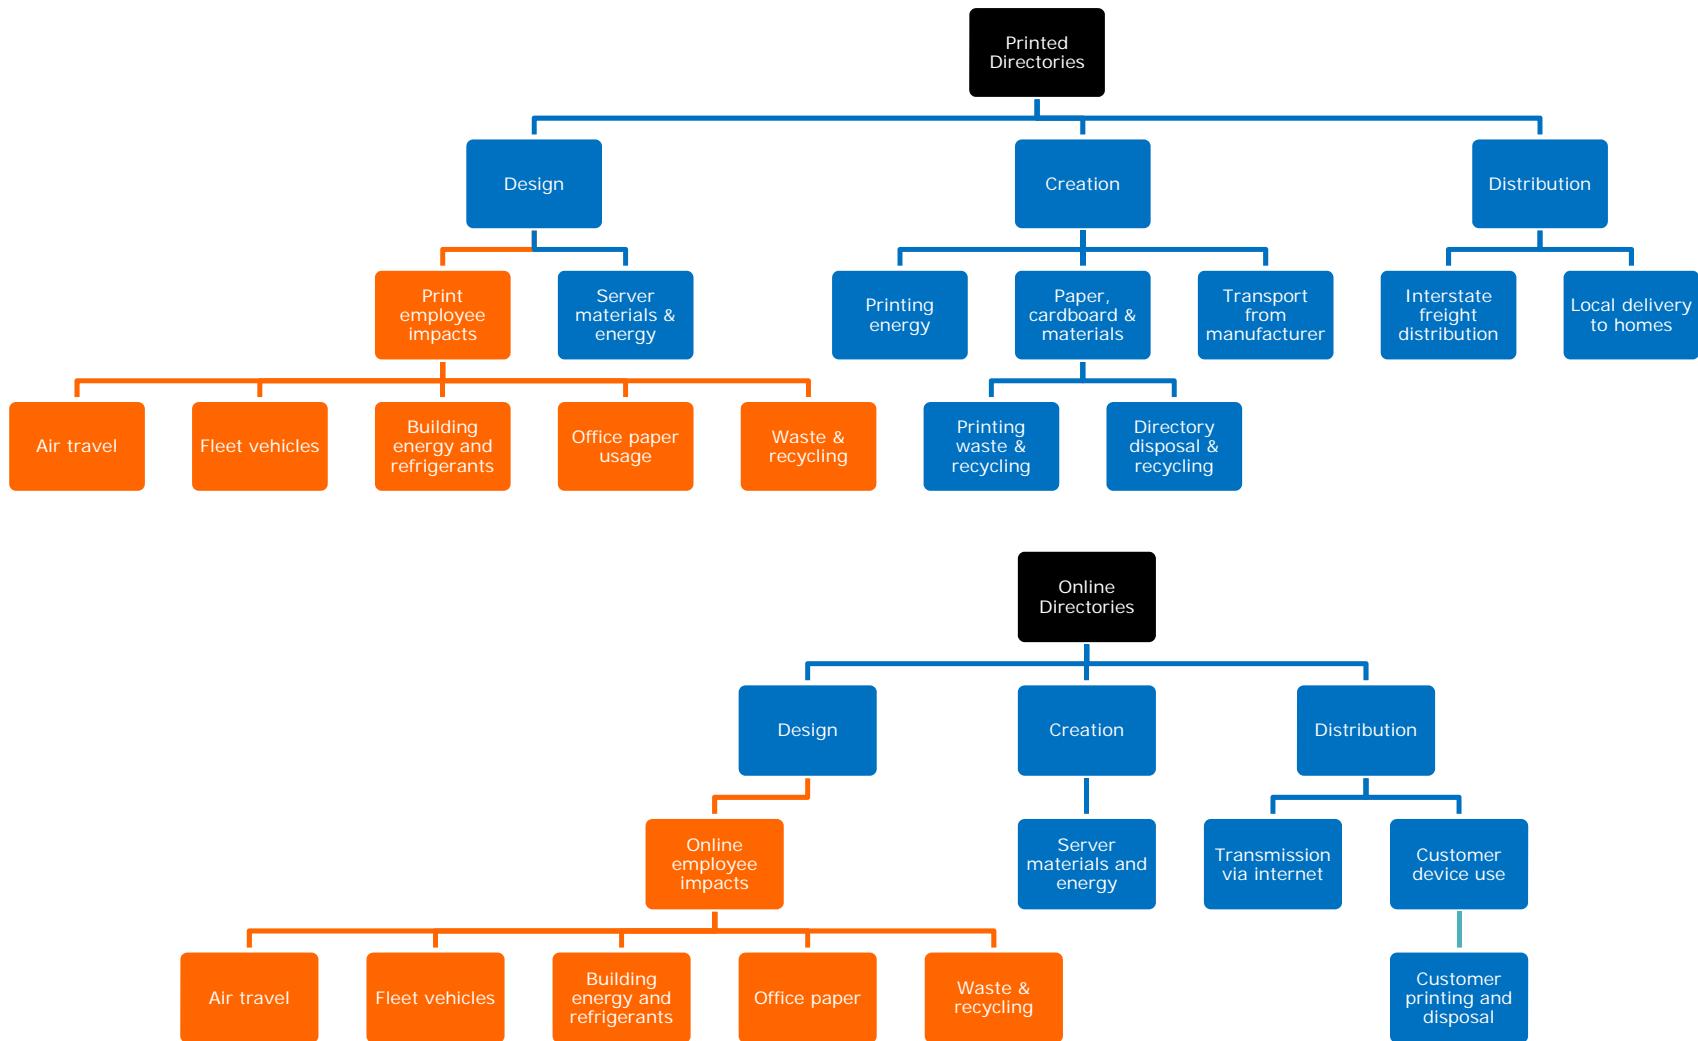 Printed
Directories
Design
Creation
Distribution
Print
employee
impacts
Server
materials &
energy
Printing
energy
Paper,
cardboard &
materials
Transport
from
manufacturer
Interstate
freight
distribution
Local delivery
to homes
Air travel
Fleet vehicles
Building
energy and
refrigerants
Office paper
usage
Waste &
recycling
Printing
waste &
recycling
Directory
disposal &
recycling
Online
Directories
Design
Creation
Distribution
Online
employee
impacts
Server
materials and
energy
Transmission
via internet
Customer
device use
Air travel
Fleet vehicles
Building
energy and
refrigerants
Office paper
Waste &
recycling
Customer
printing and
disposal